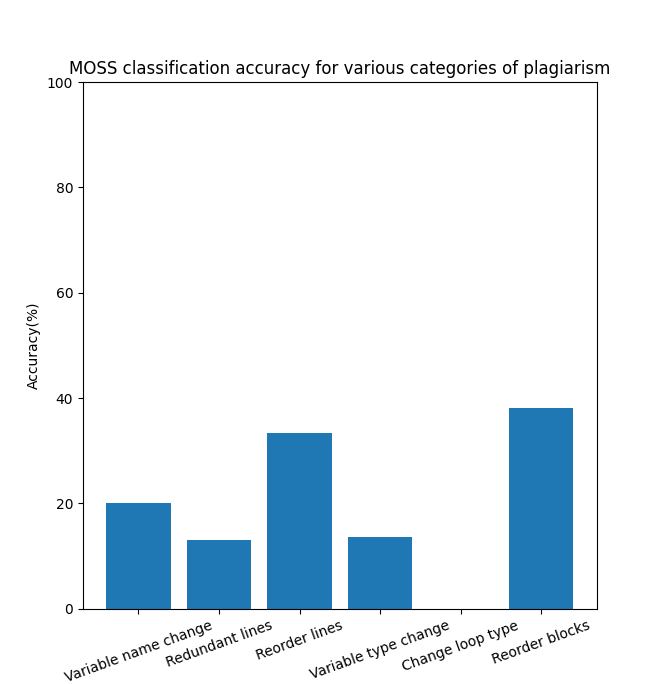 MOSS classification accuracy for various categories of plagiarism
100
80
60
40
20
0
Accuracy(%)
Variable name change
Redundant lines
Reorder lines
Variable type change
Change loop type
Reorder blocks